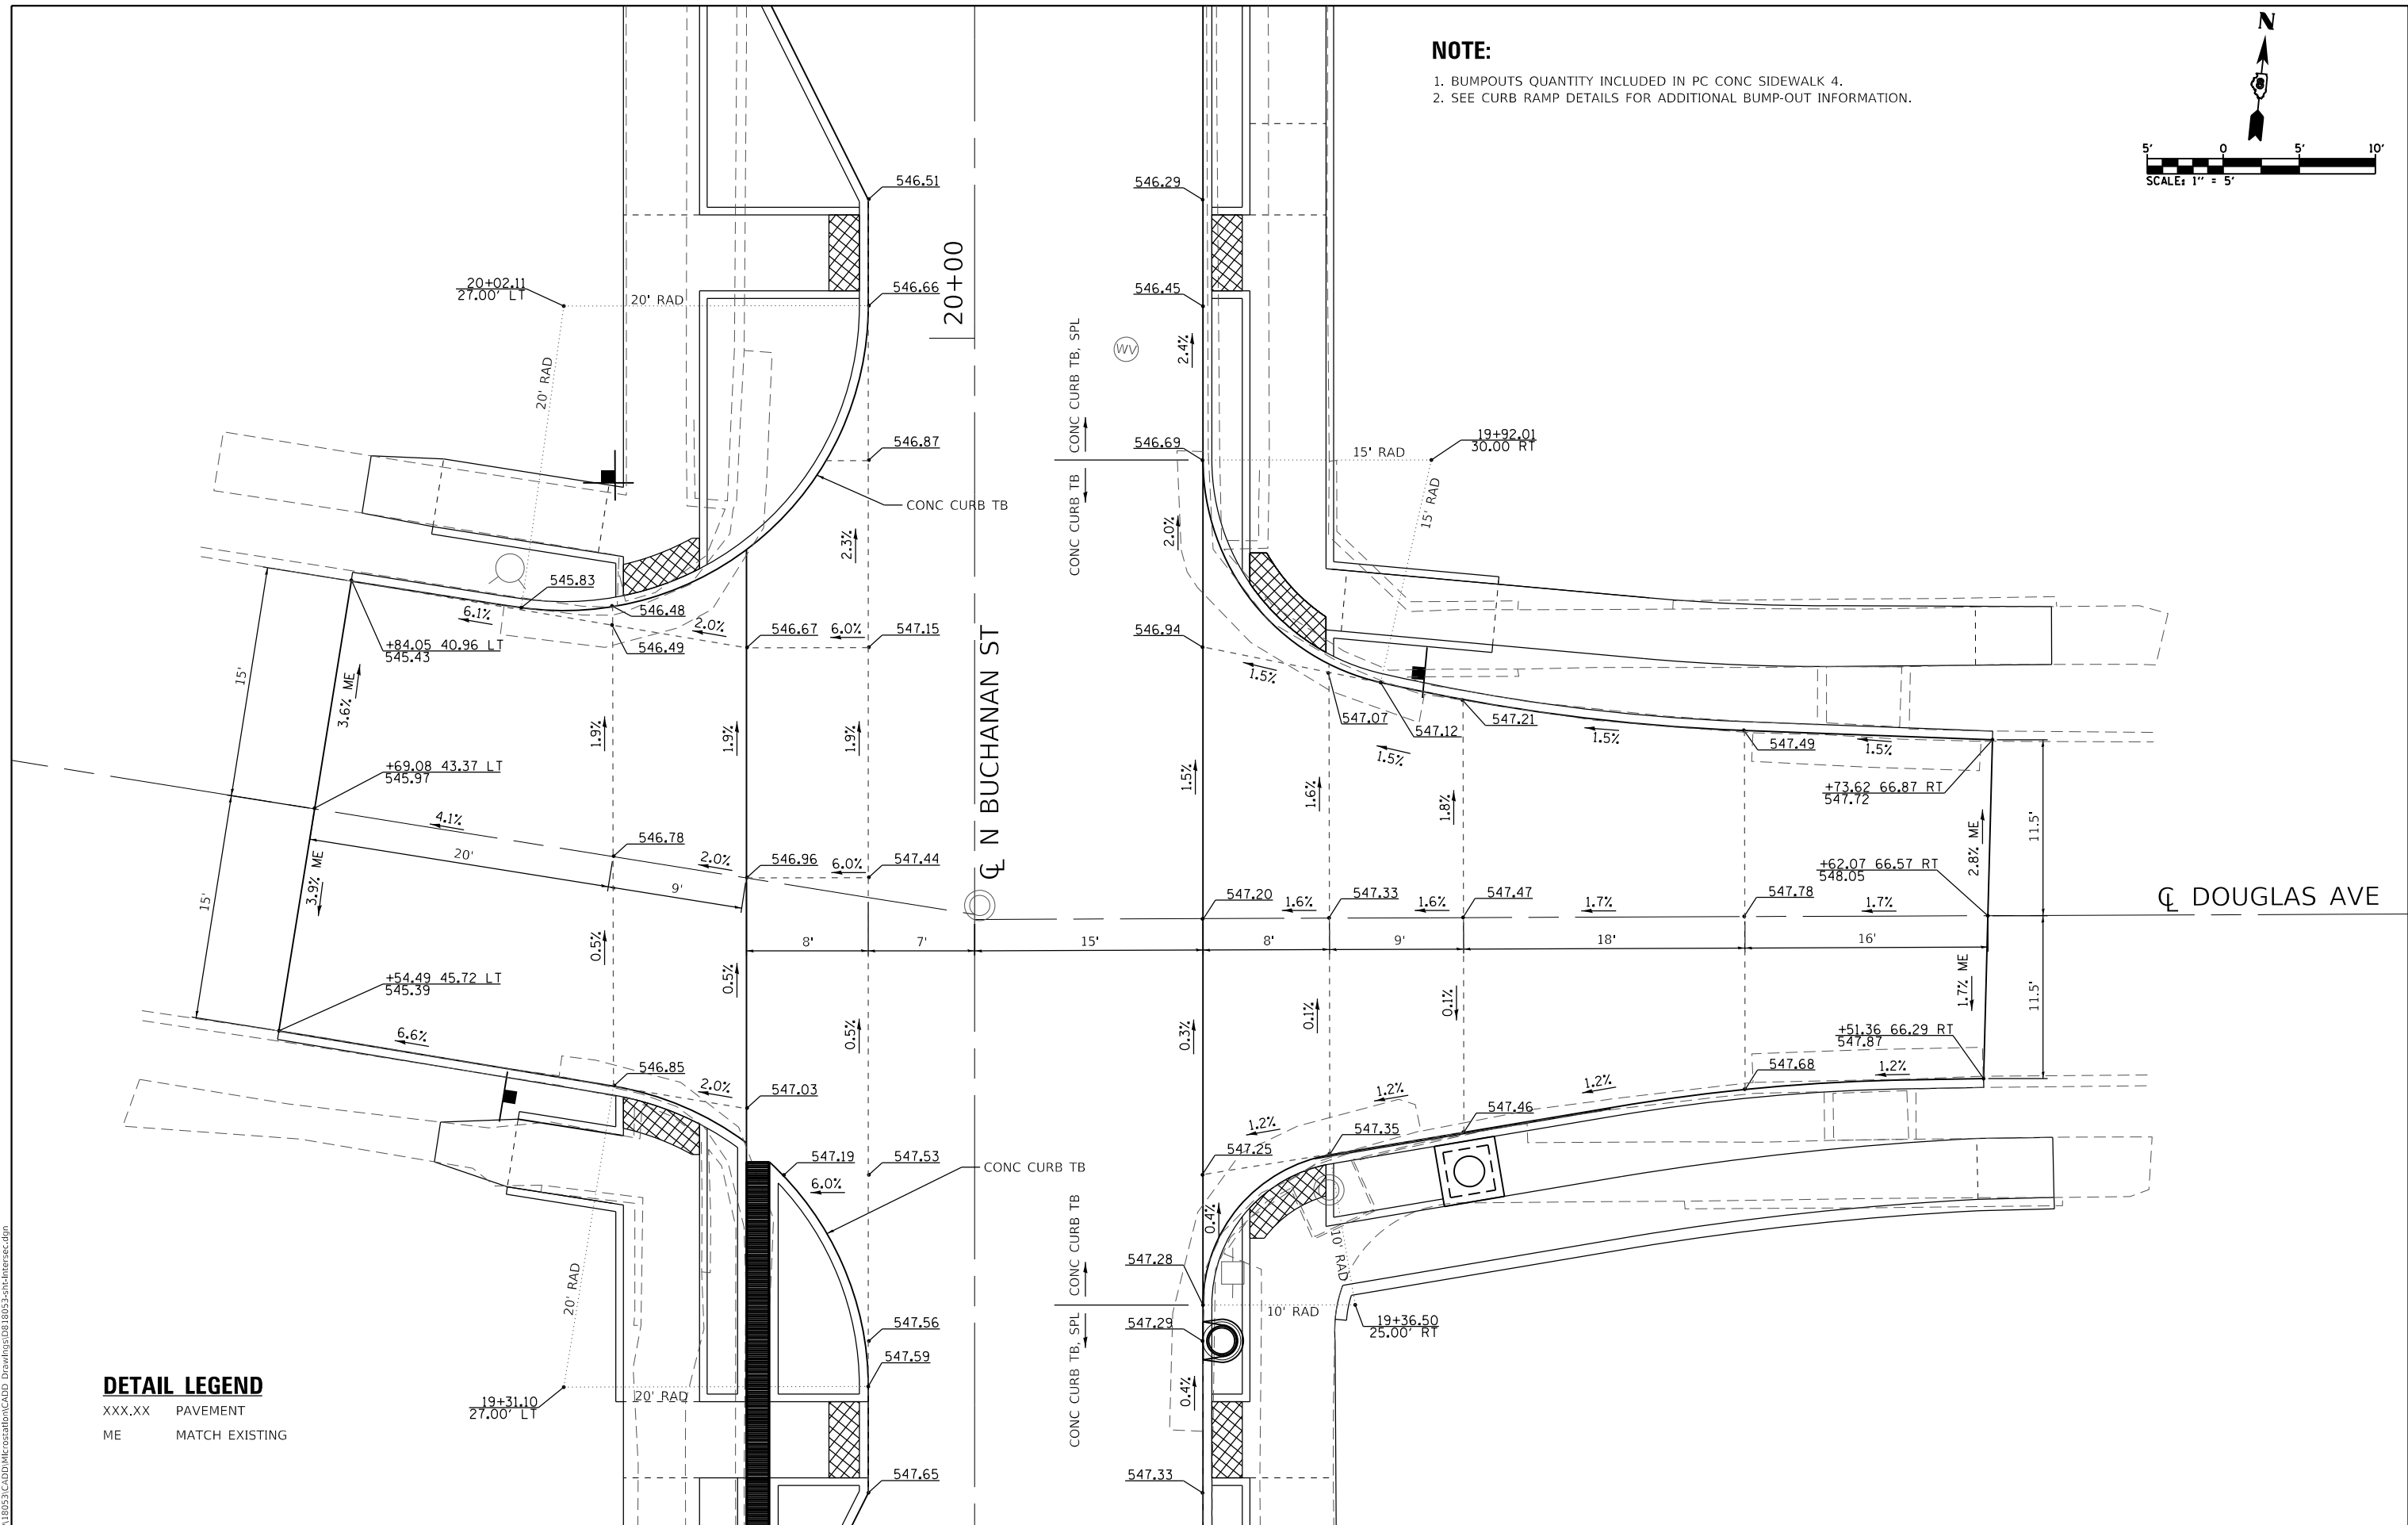 NOTE:
1. BUMPOUTS QUANTITY INCLUDED IN PC CONC SIDEWALK 4.
2. SEE CURB RAMP DETAILS FOR ADDITIONAL BUMP-OUT INFORMATION.
N
5' 0 5' 10'
SCALE: 1" = 5'
546.51
546.29
20+00
20+02.11
27.00' LT
20' RAD
546.66
546.45
CONC CURB TB, SPL
WV
2.4%
20' RAD
546.87
546.69
15' RAD
19+92.01
30.00 RT
CONC CURB TB
CONC CURB TB
2.3%
2.0%
15' RAD
545.83
6.1%
546.48
2.0%
546.67
6.0%
547.15
546.94
546.49
+84.05 40.96 LT
545.43
15'
3.6% ME
1.5%
547.07
547.12
547.21
1.5%
1.5%
547.49
1.5%
1.9%
1.9%
1.9%
℄ N BUCHANAN ST
1.5%
1.6%
1.8%
+69.08 43.37 LT
545.97
+73.62 66.87 RT
547.72
4.1%
546.78
2.0%
546.96
6.0%
547.44
2.8% ME
11.5'
20'
9'
3.9% ME
15'
547.20
1.6%
547.33
1.6%
547.47
1.7%
547.78
1.7%
+62.07 66.57 RT
548.05
℄ DOUGLAS AVE
8'
7'
15'
8'
9'
18'
16'
0.5%
0.5%
0.5%
0.3%
0.1%
0.1%
1.7% ME
11.5'
+54.49 45.72 LT
545.39
6.6%
546.85
2.0%
547.03
+51.36 66.29 RT
547.87
547.68
1.2%
1.2%
1.2%
1.2%
547.46
547.35
547.19
547.53
CONC CURB TB
6.0%
547.25
0.4%
CONC CURB TB
10' RAD
547.28
20' RAD
10' RAD
19+36.50
25.00' RT
547.56
547.29
CONC CURB TB, SPL
547.59
0.4%
19+31.10
27.00' LT
20' RAD
547.65
547.33
DETAIL LEGEND
XXX.XX PAVEMENT
ME MATCH EXISTING